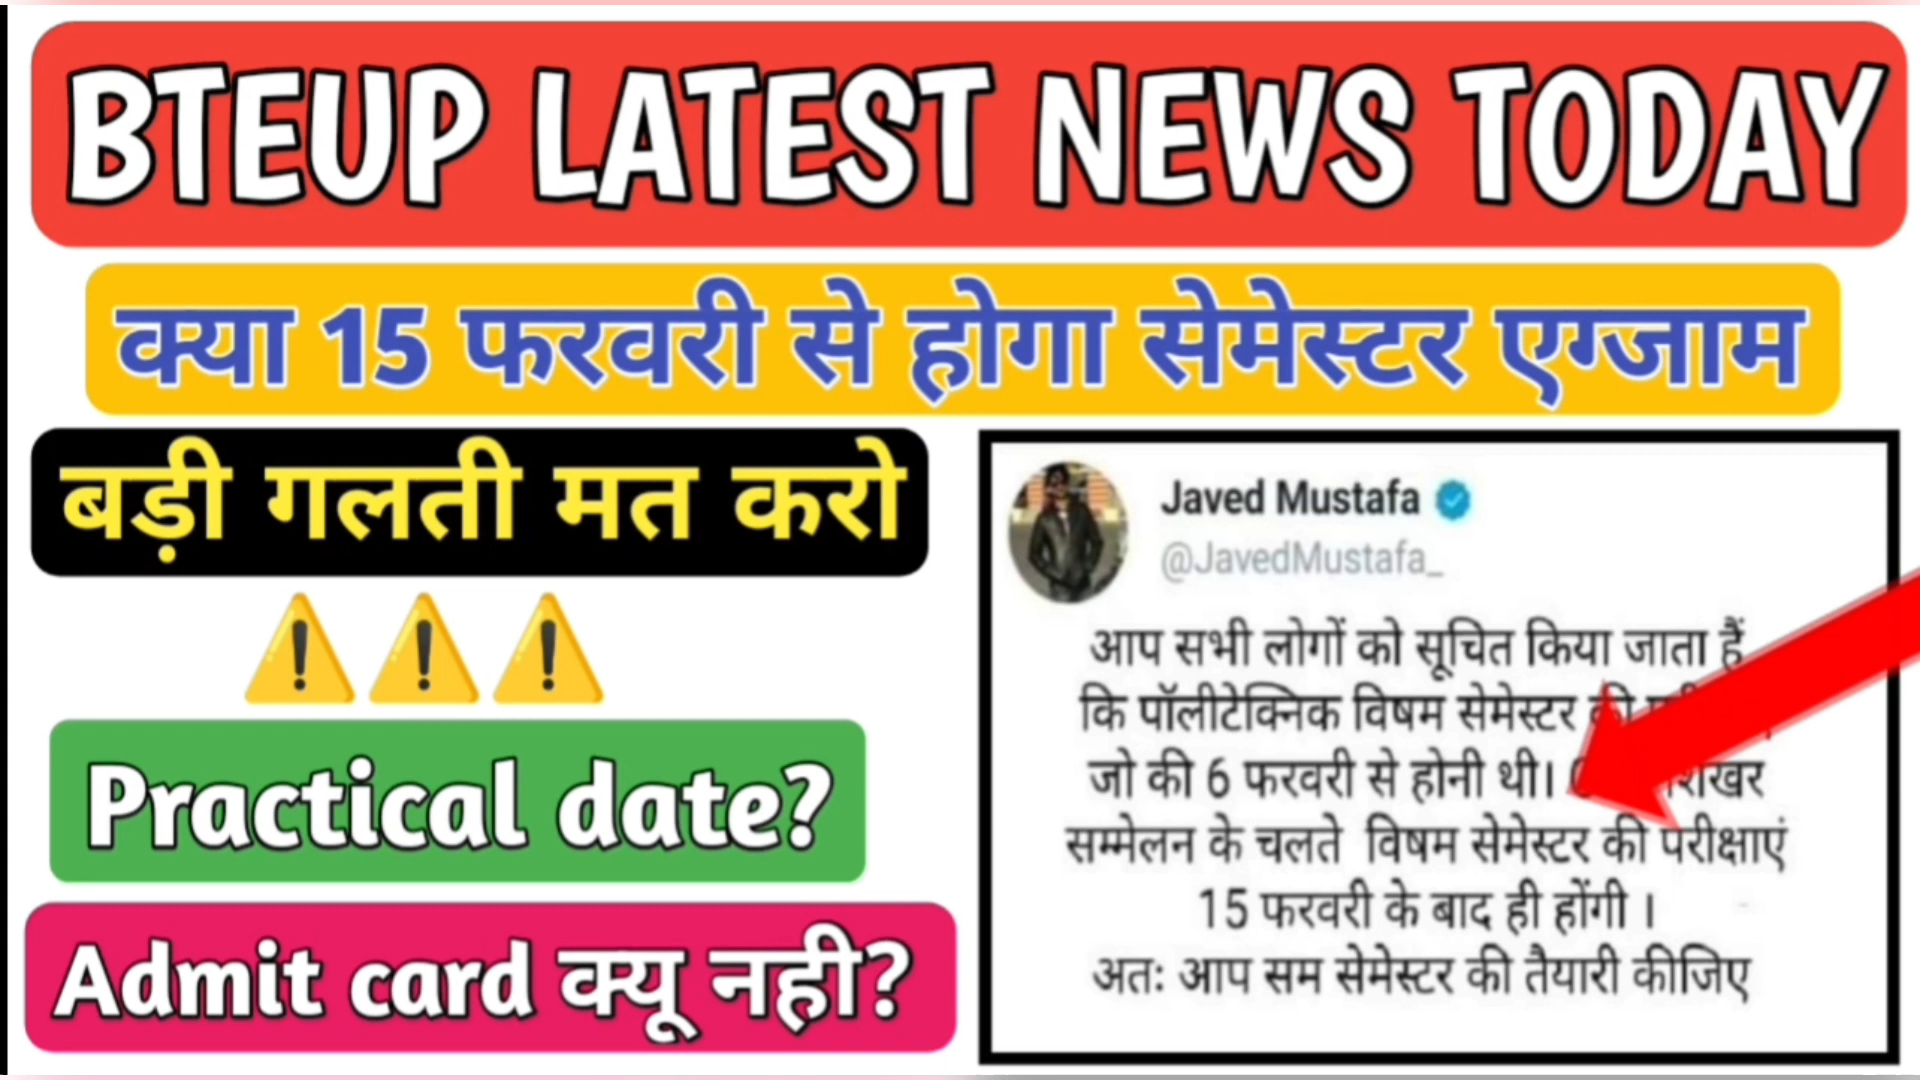 BTEUP LATEST NEWS TODAY
क्या 15 फरवरी से होगा सेमेस्टर एग्जाम
बड़ी गलती मत करो
Practical date?
Admit card क्यू नही?
Javed Mustafa
@JavedMustafa_
आप सभी लोगों को सूचित किया जाता हैं
कि पॉलीटेक्निक विषम सेमेस्टर की
जो की 6 फरवरी से होनी थी।
सम्मेलन के चलते विषम सेमेस्टर की परीक्षाएं
15 फरवरी के बाद ही होंगी ।
अतः आप सम सेमेस्टर की तैयारी कीजिए